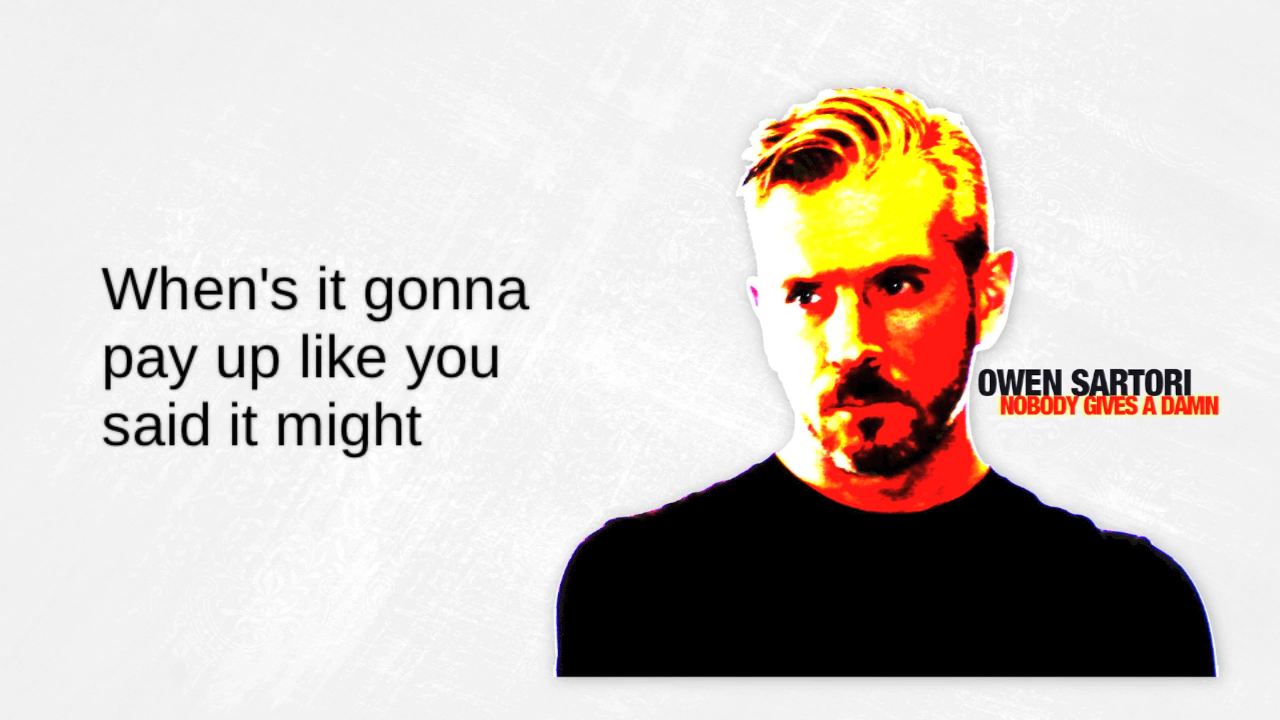 When's it gonna
pay up like you
said it might
OWEN SARTORI
NOBODY GIVES A DAMN